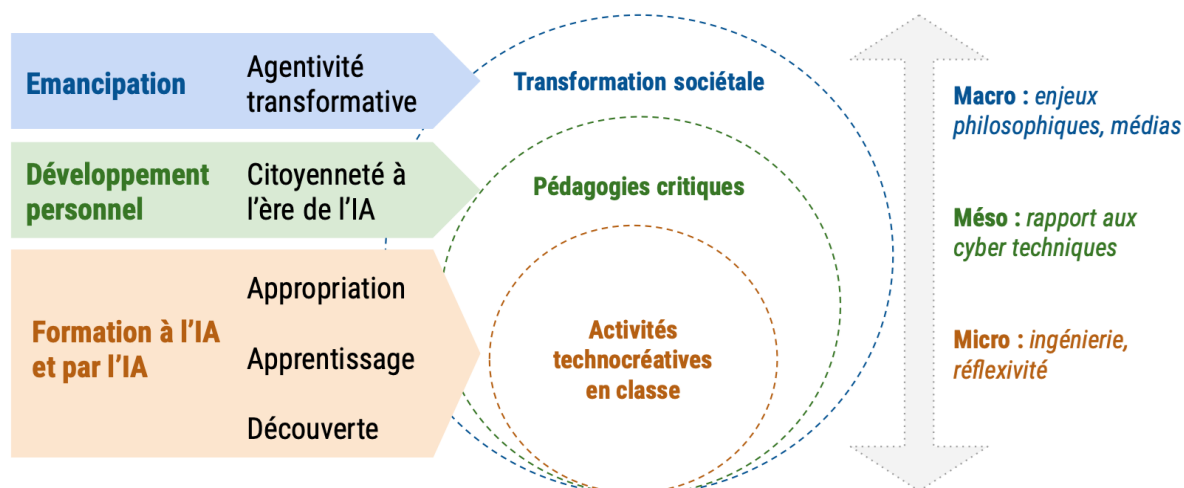 Emancipation
Agentivité
transformative
Développement
personnel
Citoyenneté à
l’ère de l’IA
Formation à l’IA
et par l’IA
Appropriation
Apprentissage
Découverte
Transformation sociétale
Pédagogies critiques
Activités
technocréatives
en classe
Macro : enjeux
philosophiques, médias
Méso : rapport aux
cyber techniques
Micro : ingénierie,
réflexivité